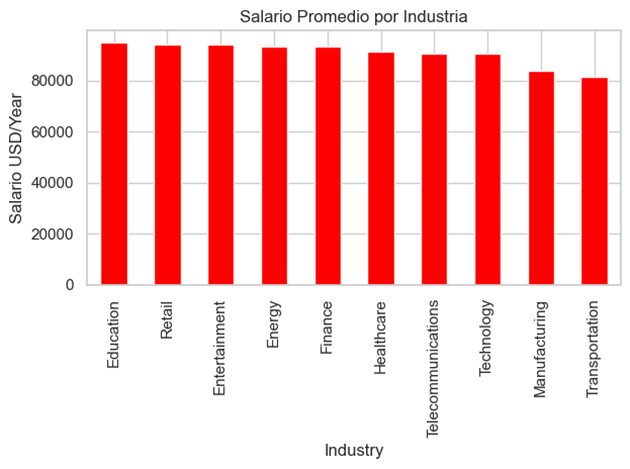 Salario Promedio por Industria
Salario USD/Year
80000
60000
40000
20000
0
Education
Retail
Entertainment
Energy
Finance
Healthcare
Telecommunications
Technology
Manufacturing
Transportation
Industry